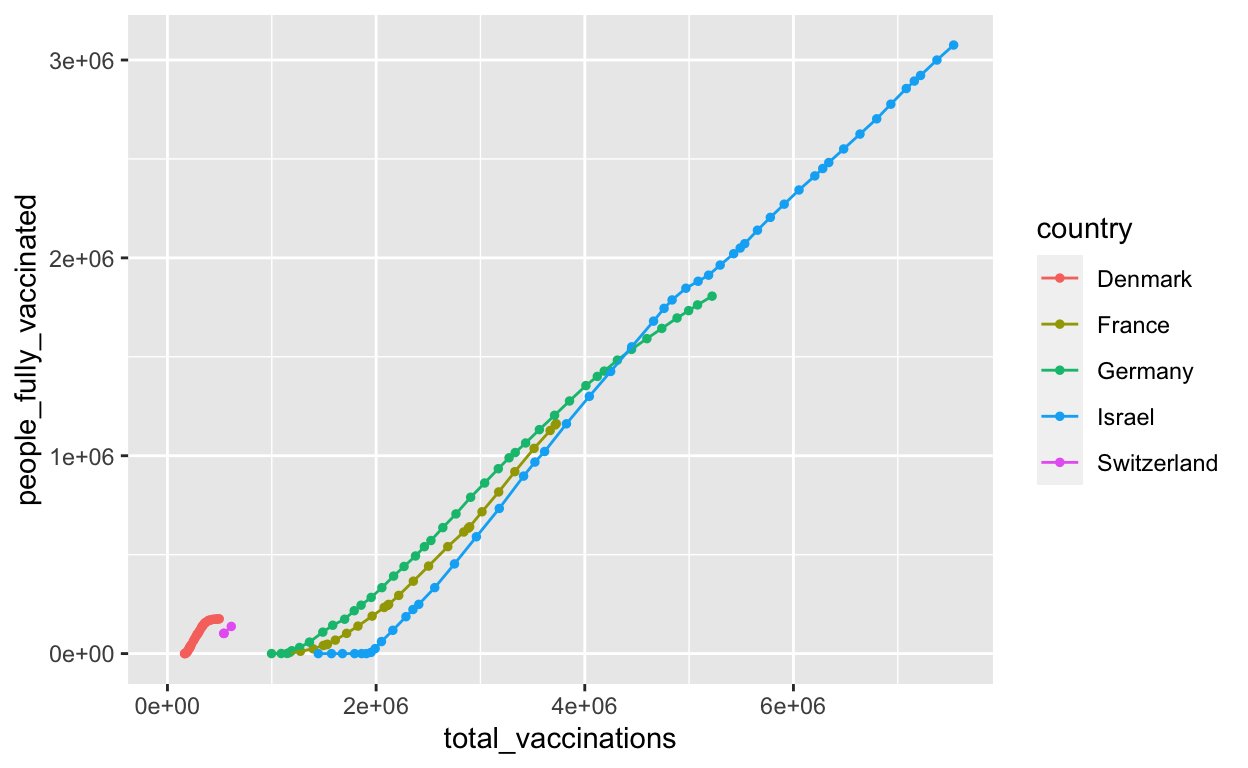 people_fully_vaccinated
3e+06
2e+06
1e+06
0e+00
0e+00 2e+06 4e+06 6e+06
total_vaccinations
country
Denmark
France
Germany
Israel
Switzerland